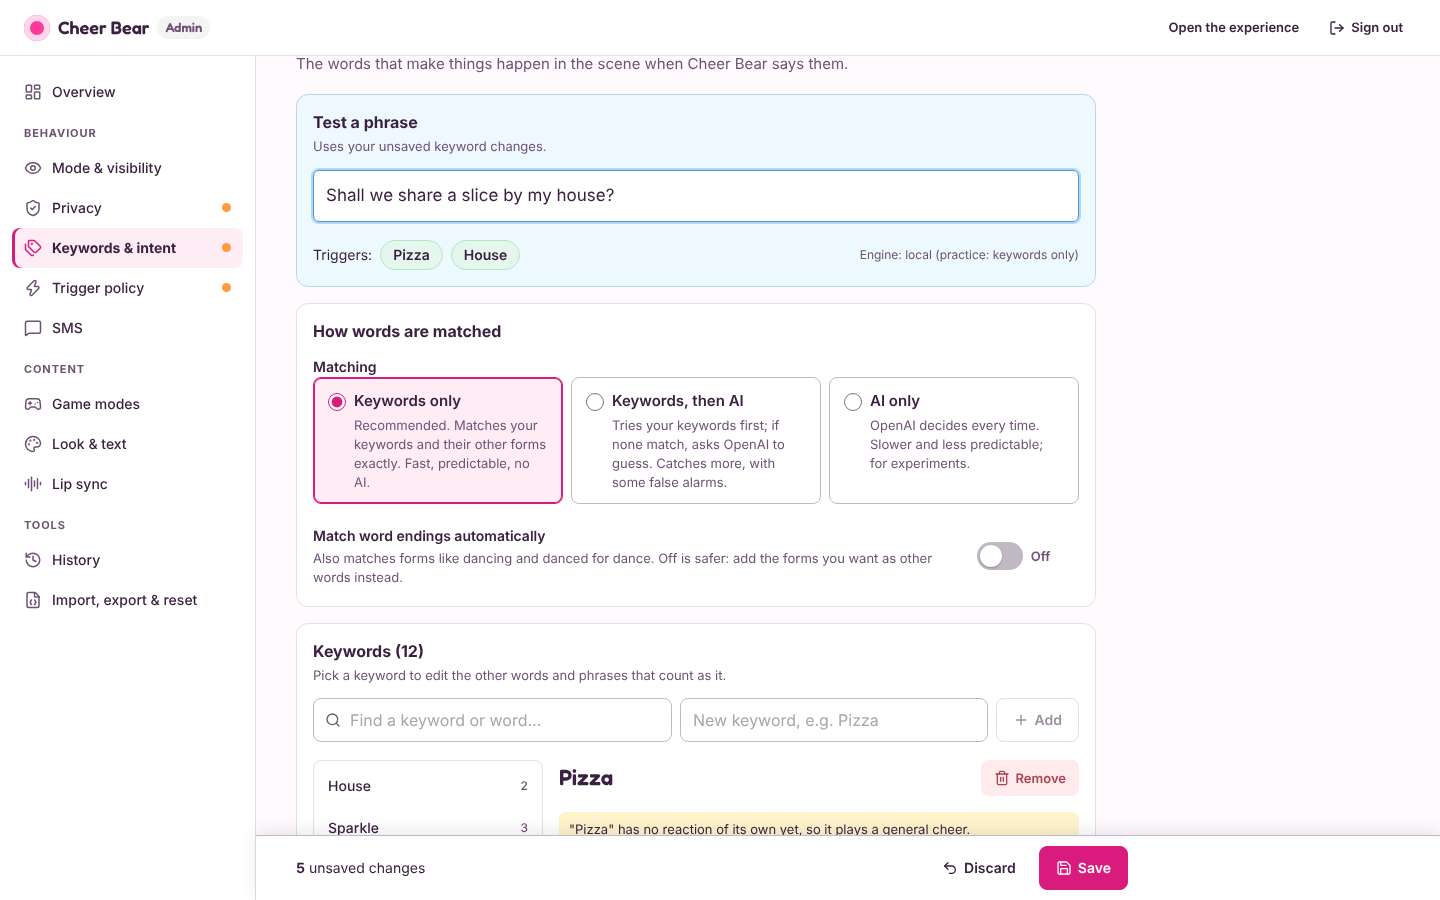 Cheer Bear Admin
Open the experience
Sign out
Overview
BEHAVIOUR
Mode & visibility
Privacy
Keywords & intent
Trigger policy
SMS
CONTENT
Game modes
Look & text
Lip sync
TOOLS
History
Import, export & reset
The words that make things happen in the scene when Cheer Bear says them.
Test a phrase
Uses your unsaved keyword changes.
Shall we share a slice by my house?
Triggers: Pizza House
Engine: local (practice: keywords only)
How words are matched
Matching
Keywords only
Recommended. Matches your
keywords and their other forms
exactly. Fast, predictable, no
AI.
Keywords, then AI
Tries your keywords first; if
none match, asks OpenAI to
guess. Catches more, with
some false alarms.
AI only
OpenAI decides every time.
Slower and less predictable;
for experiments.
Match word endings automatically
Also matches forms like dancing and danced for dance. Off is safer: add the forms you want as other
words instead.
Off
Keywords (12)
Pick a keyword to edit the other words and phrases that count as it.
Find a keyword or word...
New keyword, e.g. Pizza
Add
House 2
Sparkle 3
Pizza
Remove
"Pizza" has no reaction of its own yet, so it plays a general cheer.
5 unsaved changes
Discard
Save